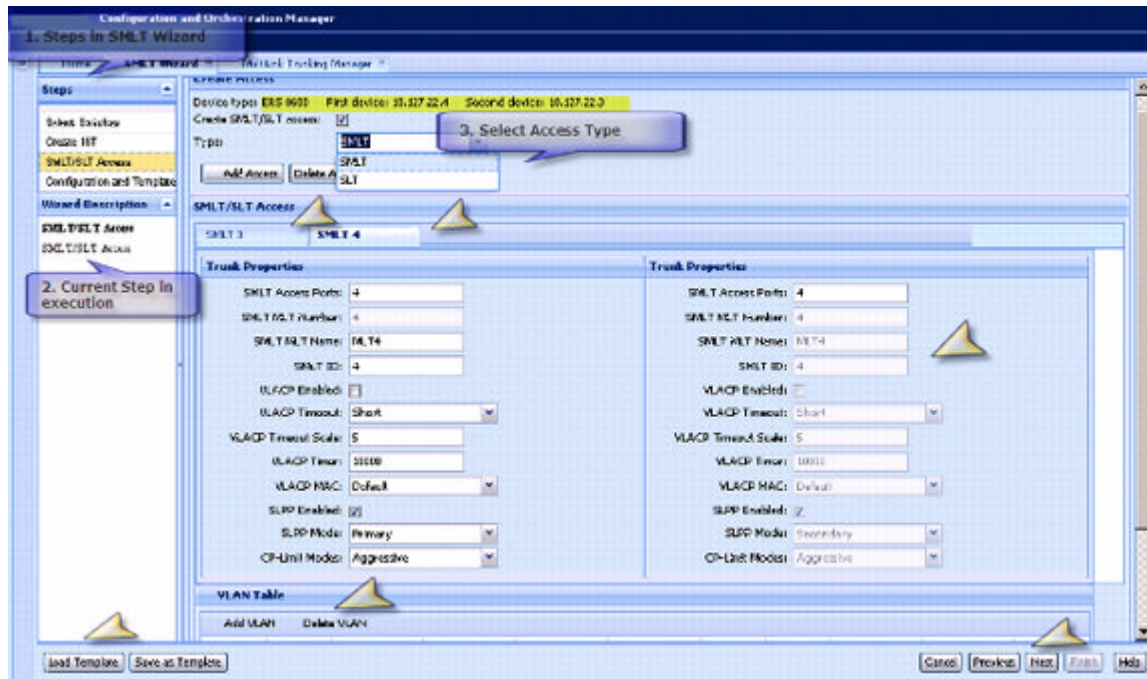 Configuration and Orchestration Manager
1. Steps in SMLT Wizard
Home SMLT Wizard MultiLink Trunking Manager
Steps
Select Switches
Create IST
SMLT/SLT Access
Configuration and Template
Wizard Description
SMLT/SLT Access
SMLT/SLT Access
2. Current Step in execution
Create Access
Device type: ERS 8600 First device: 10.127.22.4 Second device: 10.127.22.3
Create SMLT/SLT access:
3. Select Access Type
Type: SMLT
SMLT
SLT
Add Access Delete A
SMLT/SLT Access
SMLT 3 SMLT 4
Trunk Properties
SMLT Access Ports: 4
SMLT MLT Number: 4
SMLT MLT Name: MLT4
SMLT ID: 4
VLACP Enabled:
VLACP Timeout: Short
VLACP Timeout Scale: 5
VLACP Timer: 10000
VLACP MAC: Default
SLPP Enabled:
SLPP Mode: Primary
CP-Limit Modes: Aggressive
Trunk Properties
SMLT Access Ports: 4
SMLT MLT Number: 4
SMLT MLT Name: MLT4
SMLT ID: 4
VLACP Enabled:
VLACP Timeout: Short
VLACP Timeout Scale: 5
VLACP Timer: 10000
VLACP MAC: Default
SLPP Enabled:
SLPP Mode: Secondary
CP-Limit Modes: Aggressive
VLAN Table
Add VLAN Delete VLAN
Load Template Save as Template Cancel Previous Next Finish Help